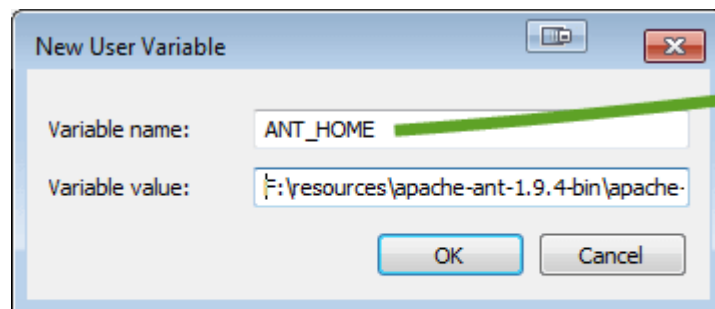 New User Variable
Variable name: ANT_HOME
Variable value: F:\resources\apache-ant-1.9.4-bin\apache-
OK Cancel